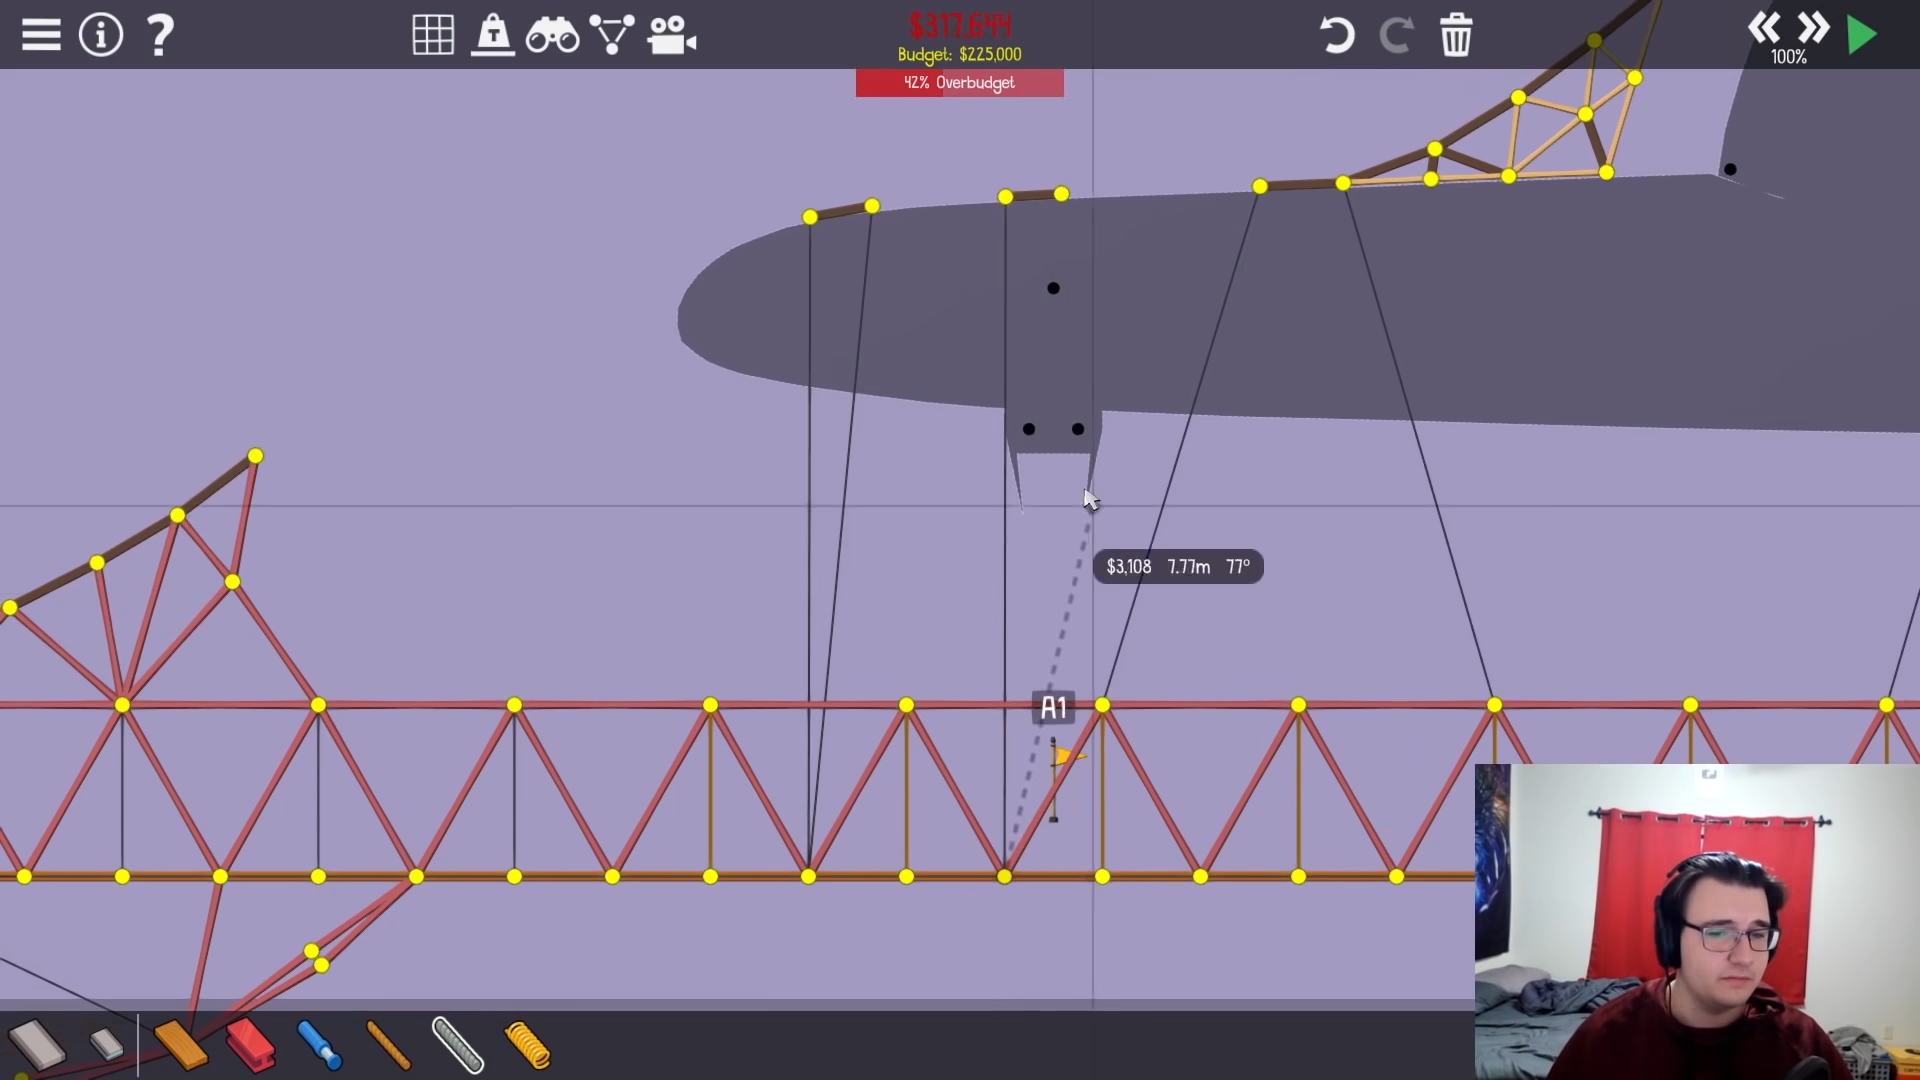 $317,644
Budget: $225,000
42% Overbudget
100%
$3,108 7.77m 77°
A1